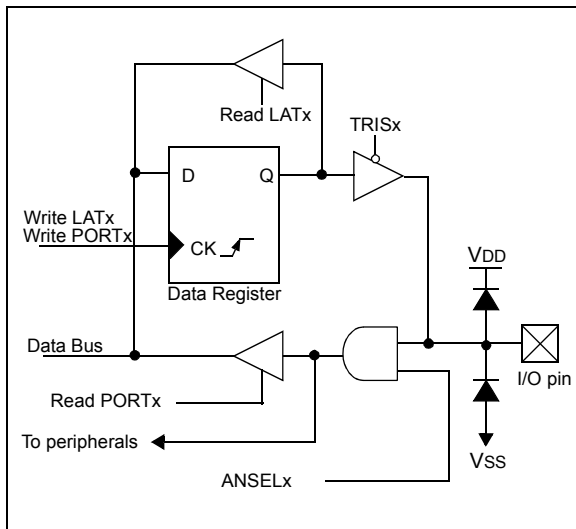 Read LATx
TRISx
D Q
Write LATx
Write PORTx
CK
Data Register
VDD
Data Bus
I/O pin
Read PORTx
To peripherals
VSS
ANSELx